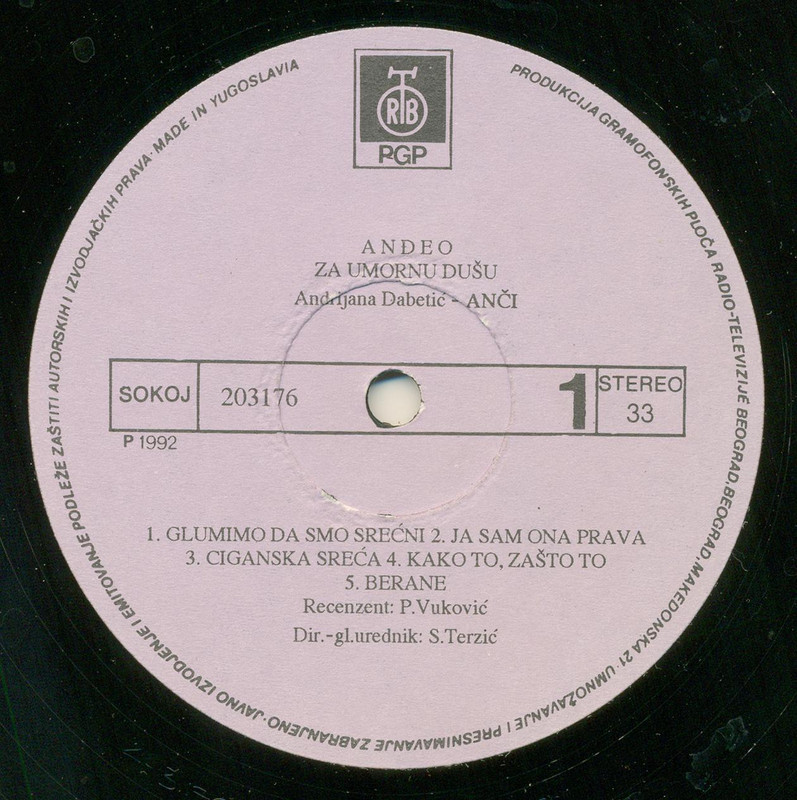 RTB
PGP
ANĐEO
ZA UMORNU DUŠU
Andrijana Dabetić - ANČI
SOKOJ
203176
1
STEREO
33
P 1992
1. GLUMIMO DA SMO SREĆNI 2. JA SAM ONA PRAVA
3. CIGANSKA SREĆA 4. KAKO TO, ZAŠTO TO
5. BERANE
Recenzent: P.Vuković
Dir.-gl.urednik: S.Terzić
PRODUKCIJA GRAMOFONSKIH PLOČA RADIO-TELEVIZIJE BEOGRAD, BEOGRAD, MAKEDONSKA 21 · UMNOŽAVANJE I PRESNIMAVANJE ZABRANJENO · JAVNO IZVODJENJE I EMITOVANJE PODLEŽE ZAŠTITI AUTORSKIH I IZVODJAČKIH PRAVA · MADE IN YUGOSLAVIA